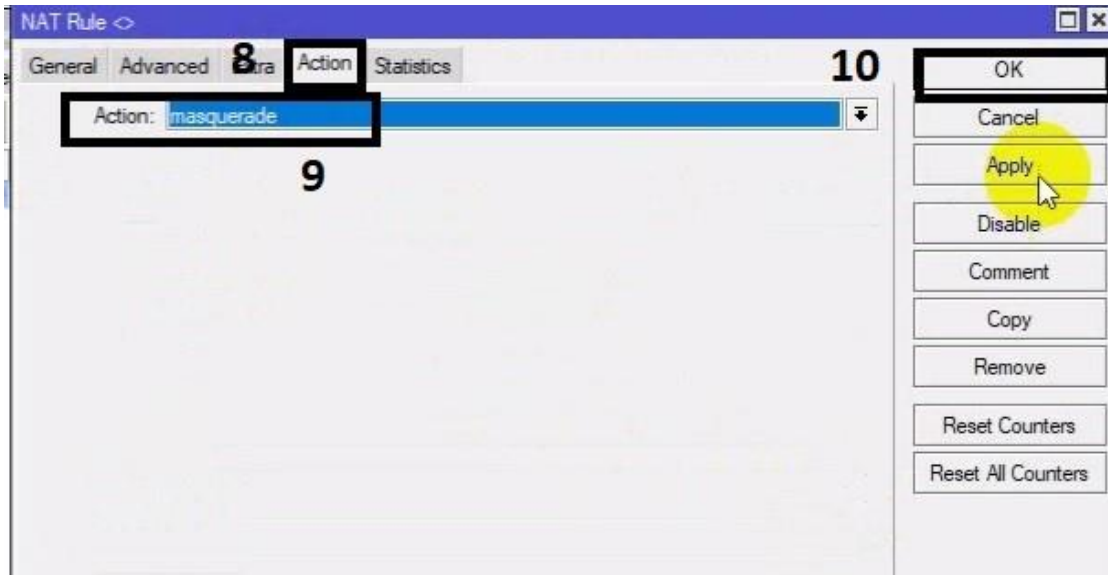 NAT Rule <>
General Advanced Extra Action Statistics
8
10
Action: masquerade
9
OK
Cancel
Apply
Disable
Comment
Copy
Remove
Reset Counters
Reset All Counters